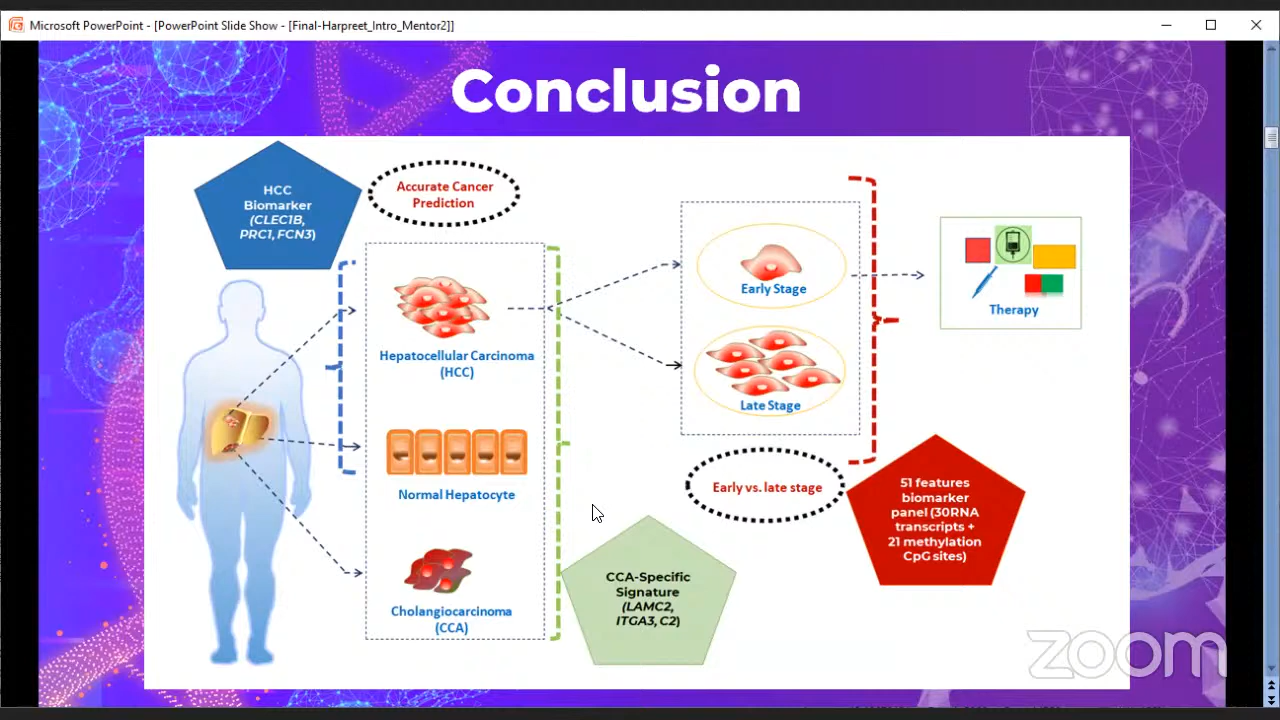 Microsoft PowerPoint - [PowerPoint Slide Show - [Final-Harpreet_Intro_Mentor2]]
Conclusion
HCC
Biomarker
(CLEC1B,
PRC1, FCN3)
Accurate Cancer
Prediction
Hepatocellular Carcinoma
(HCC)
Normal Hepatocyte
Cholangiocarcinoma
(CCA)
Early Stage
Late Stage
Therapy
Early vs. late stage
CCA-Specific
Signature
(LAMC2,
ITGA3, C2)
51 features
biomarker
panel (30RNA
transcripts +
21 methylation
CpG sites)
zoom